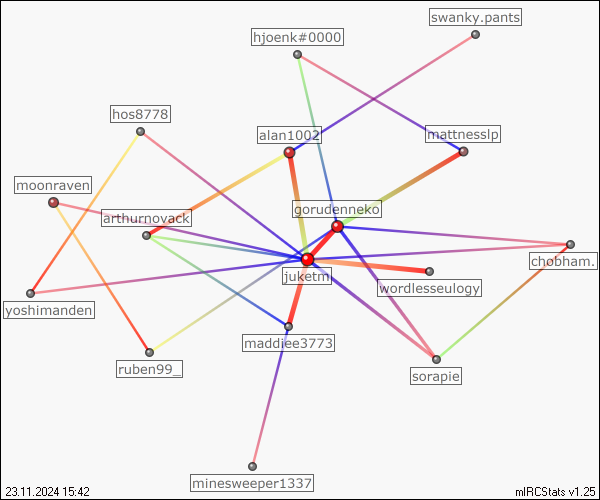 swanky.pants
hjoenk#0000
hos8778
alan1002
mattnesslp
moonraven
arthurnovack
gorudenneko
chobham.
juketm
wordlesseulogy
yoshimanden
maddiee3773
ruben99_
sorapie
minesweeper1337
23.11.2024 15:42
mIRCStats v1.25